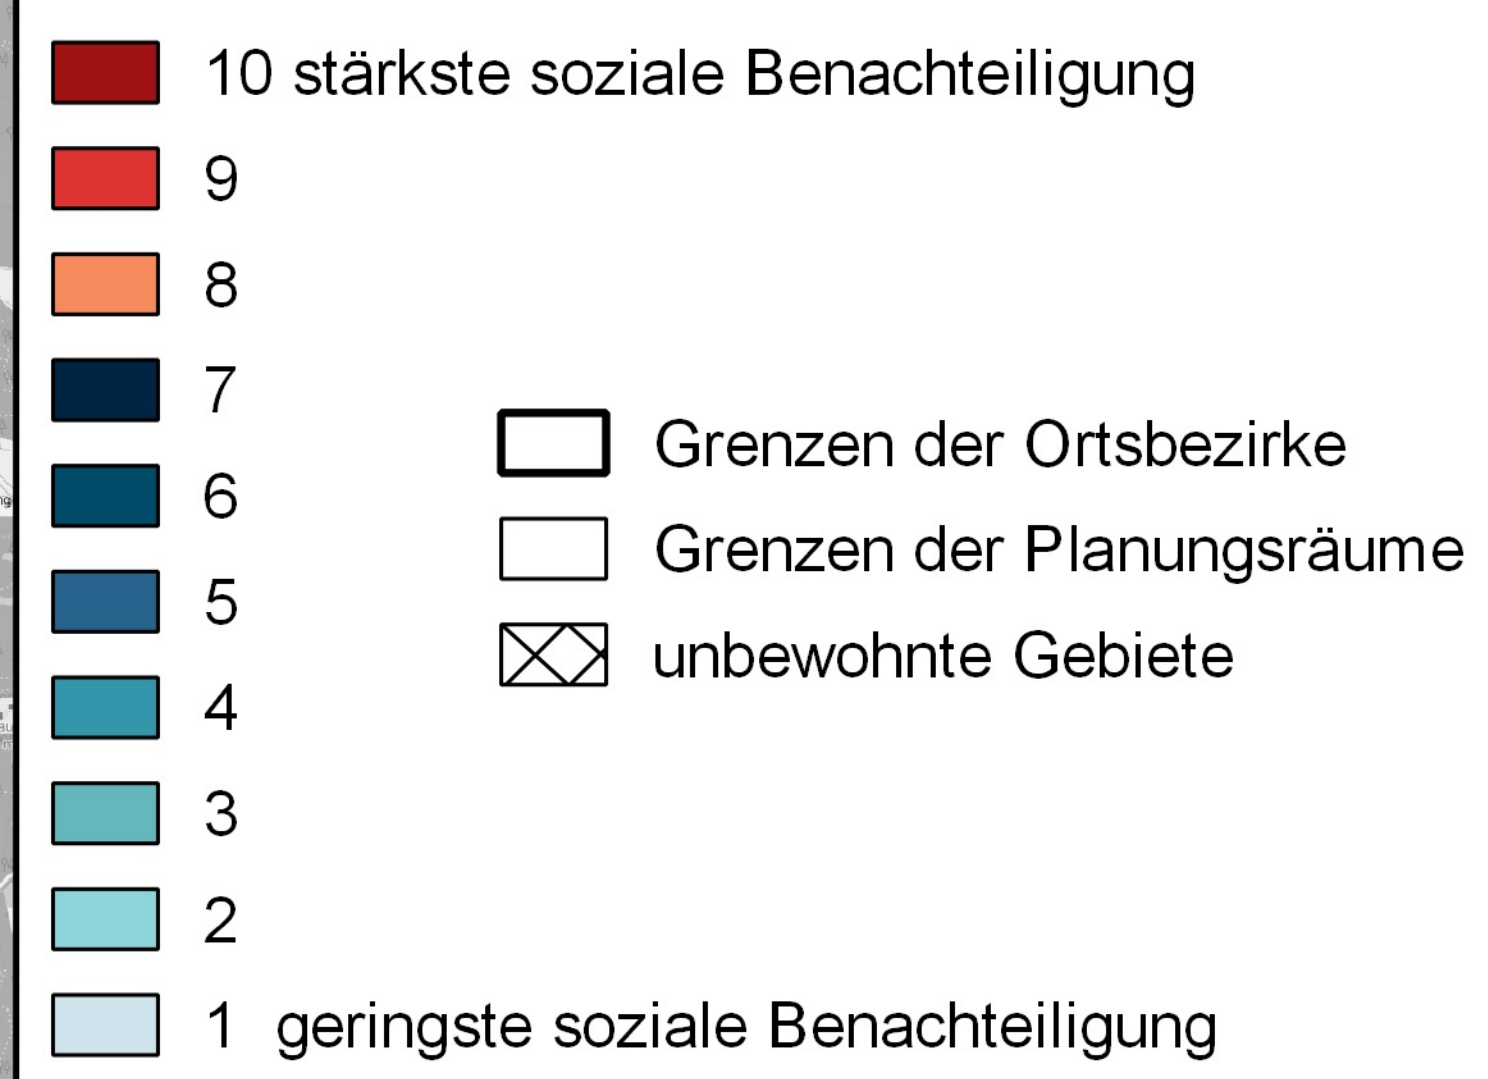 10 stärkste soziale Benachteiligung
9
8
7
Grenzen der Ortsbezirke
6
Grenzen der Planungsräume
5
unbewohnte Gebiete
4
3
2
1 geringste soziale Benachteiligung